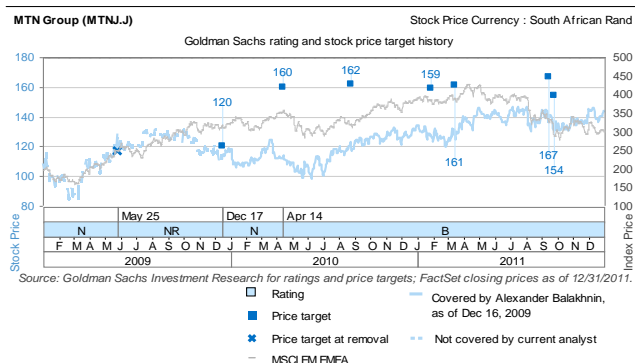 MTN Group (MTNJ.J) Stock Price Currency : South African Rand
Goldman Sachs rating and stock price target history
Stock Price
Index Price
180
160
140
120
100
80
500
450
400
350
300
250
200
150
100
120
160
162
159
161
167
154
May 25 Dec 17 Apr 14
N NR N B
F M A M J J A S O N D J F M A M J J A S O N D J F M A M J J A S O N D
2009 2010 2011
Source: Goldman Sachs Investment Research for ratings and price targets; FactSet closing prices as of 12/31/2011.
Rating
Price target
Price target at removal
MSCI EM EMEA
Covered by Alexander Balakhnin,
as of Dec 16, 2009
Not covered by current analyst